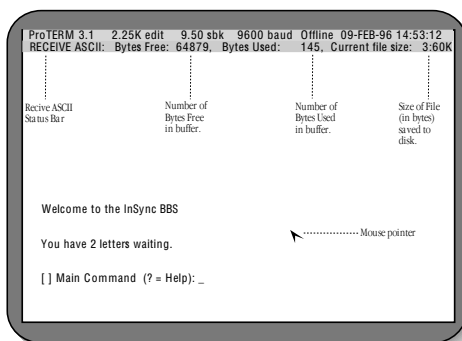 ProTERM 3.1 2.25K edit 9.50 sbk 9600 baud Offline 09-FEB-96 14:53:12
RECEIVE ASCII: Bytes Free: 64879, Bytes Used: 145, Current file size: 3:60K
Recive ASCII
Status Bar
Number of
Bytes Free
in buffer.
Number of
Bytes Used
in buffer.
Size of File
(in bytes)
saved to
disk.
Welcome to the InSync BBS
Mouse pointer
You have 2 letters waiting.
[ ] Main Command (? = Help): _